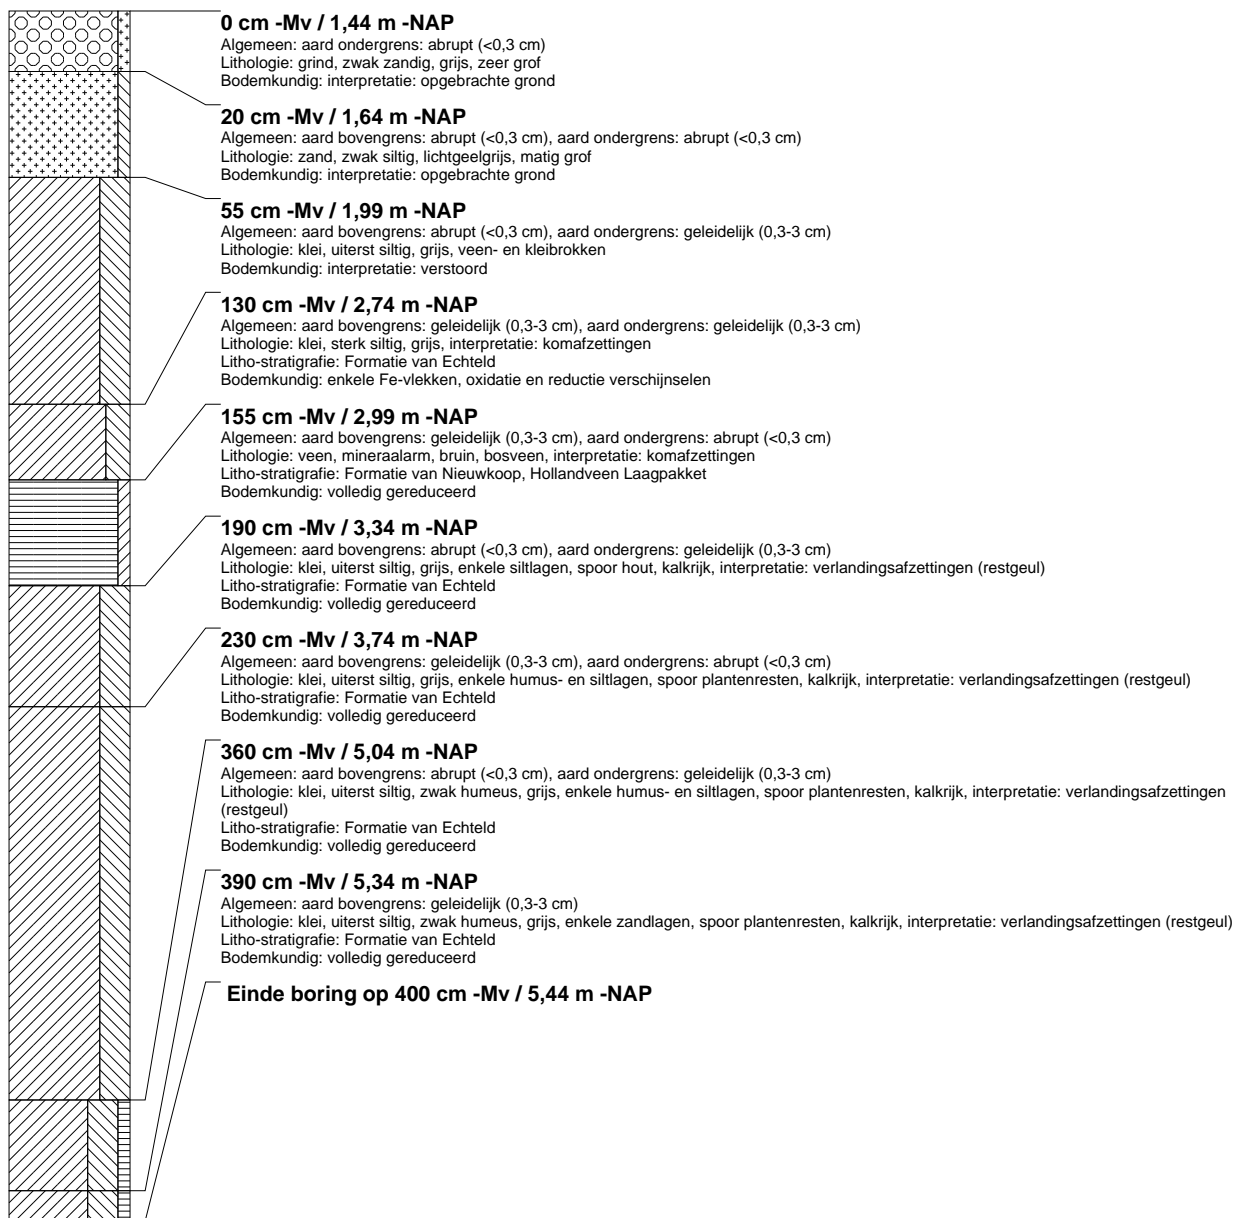 0 cm -Mv / 1,44 m -NAP
Algemeen: aard ondergrens: abrupt (<0,3 cm)
Lithologie: grind, zwak zandig, grijs, zeer grof
Bodemkundig: interpretatie: opgebrachte grond
20 cm -Mv / 1,64 m -NAP
Algemeen: aard bovengrens: abrupt (<0,3 cm), aard ondergrens: abrupt (<0,3 cm)
Lithologie: zand, zwak siltig, lichtgeelgrijs, matig grof
Bodemkundig: interpretatie: opgebrachte grond
55 cm -Mv / 1,99 m -NAP
Algemeen: aard bovengrens: abrupt (<0,3 cm), aard ondergrens: geleidelijk (0,3-3 cm)
Lithologie: klei, uiterst siltig, grijs, veen- en kleibrokken
Bodemkundig: interpretatie: verstoord
130 cm -Mv / 2,74 m -NAP
Algemeen: aard bovengrens: geleidelijk (0,3-3 cm), aard ondergrens: geleidelijk (0,3-3 cm)
Lithologie: klei, sterk siltig, grijs, interpretatie: komafzettingen
Litho-stratigrafie: Formatie van Echteld
Bodemkundig: enkele Fe-vlekken, oxidatie en reductie verschijnselen
155 cm -Mv / 2,99 m -NAP
Algemeen: aard bovengrens: geleidelijk (0,3-3 cm), aard ondergrens: abrupt (<0,3 cm)
Lithologie: veen, mineraalarm, bruin, bosveen, interpretatie: komafzettingen
Litho-stratigrafie: Formatie van Nieuwkoop, Hollandveen Laagpakket
Bodemkundig: volledig gereduceerd
190 cm -Mv / 3,34 m -NAP
Algemeen: aard bovengrens: abrupt (<0,3 cm), aard ondergrens: geleidelijk (0,3-3 cm)
Lithologie: klei, uiterst siltig, grijs, enkele siltlagen, spoor hout, kalkrijk, interpretatie: verlandingsafzettingen (restgeul)
Litho-stratigrafie: Formatie van Echteld
Bodemkundig: volledig gereduceerd
230 cm -Mv / 3,74 m -NAP
Algemeen: aard bovengrens: geleidelijk (0,3-3 cm), aard ondergrens: abrupt (<0,3 cm)
Lithologie: klei, uiterst siltig, grijs, enkele humus- en siltlagen, spoor plantenresten, kalkrijk, interpretatie: verlandingsafzettingen (restgeul)
Litho-stratigrafie: Formatie van Echteld
Bodemkundig: volledig gereduceerd
360 cm -Mv / 5,04 m -NAP
Algemeen: aard bovengrens: abrupt (<0,3 cm), aard ondergrens: geleidelijk (0,3-3 cm)
Lithologie: klei, uiterst siltig, zwak humeus, grijs, enkele humus- en siltlagen, spoor plantenresten, kalkrijk, interpretatie: verlandingsafzettingen
(restgeul)
Litho-stratigrafie: Formatie van Echteld
Bodemkundig: volledig gereduceerd
390 cm -Mv / 5,34 m -NAP
Algemeen: aard bovengrens: geleidelijk (0,3-3 cm)
Lithologie: klei, uiterst siltig, zwak humeus, grijs, enkele zandlagen, spoor plantenresten, kalkrijk, interpretatie: verlandingsafzettingen (restgeul)
Litho-stratigrafie: Formatie van Echteld
Bodemkundig: volledig gereduceerd
Einde boring op 400 cm -Mv / 5,44 m -NAP